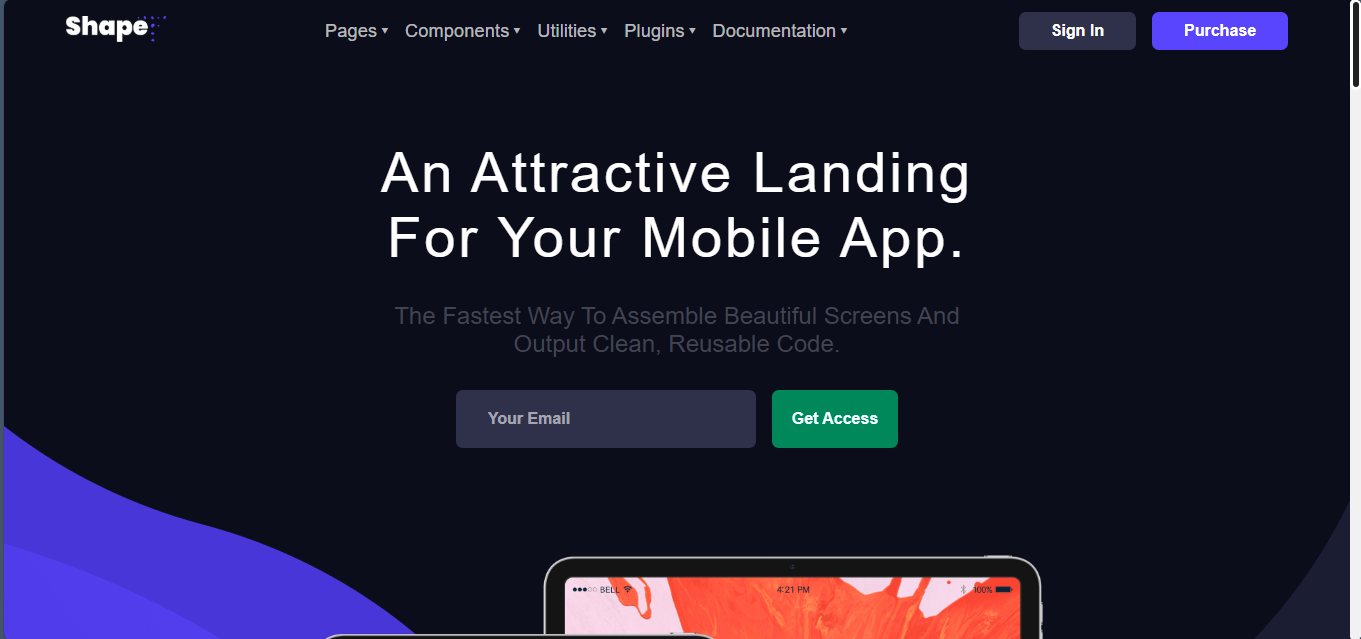 Shape
Pages ▾ Components ▾ Utilities ▾ Plugins ▾ Documentation ▾
Sign In
Purchase
An Attractive Landing
For Your Mobile App.
The Fastest Way To Assemble Beautiful Screens And
Output Clean, Reusable Code.
Your Email
Get Access
BELL 4:21 PM 100%